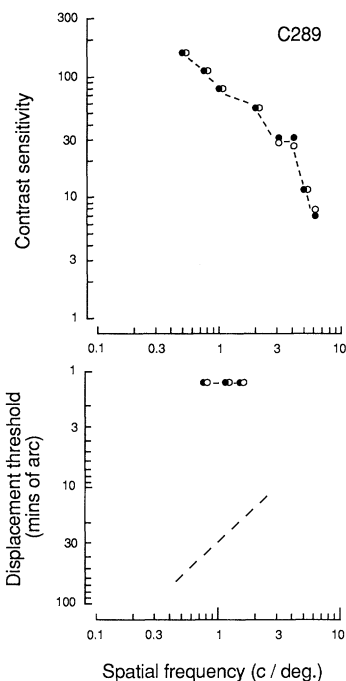 C289
Contrast sensitivity
300
100
30
10
3
1
0.1 0.3 1 3 10
Displacement threshold
(mins of arc)
1
3
10
30
100
0.1 0.3 1 3 10
Spatial frequency (c / deg.)